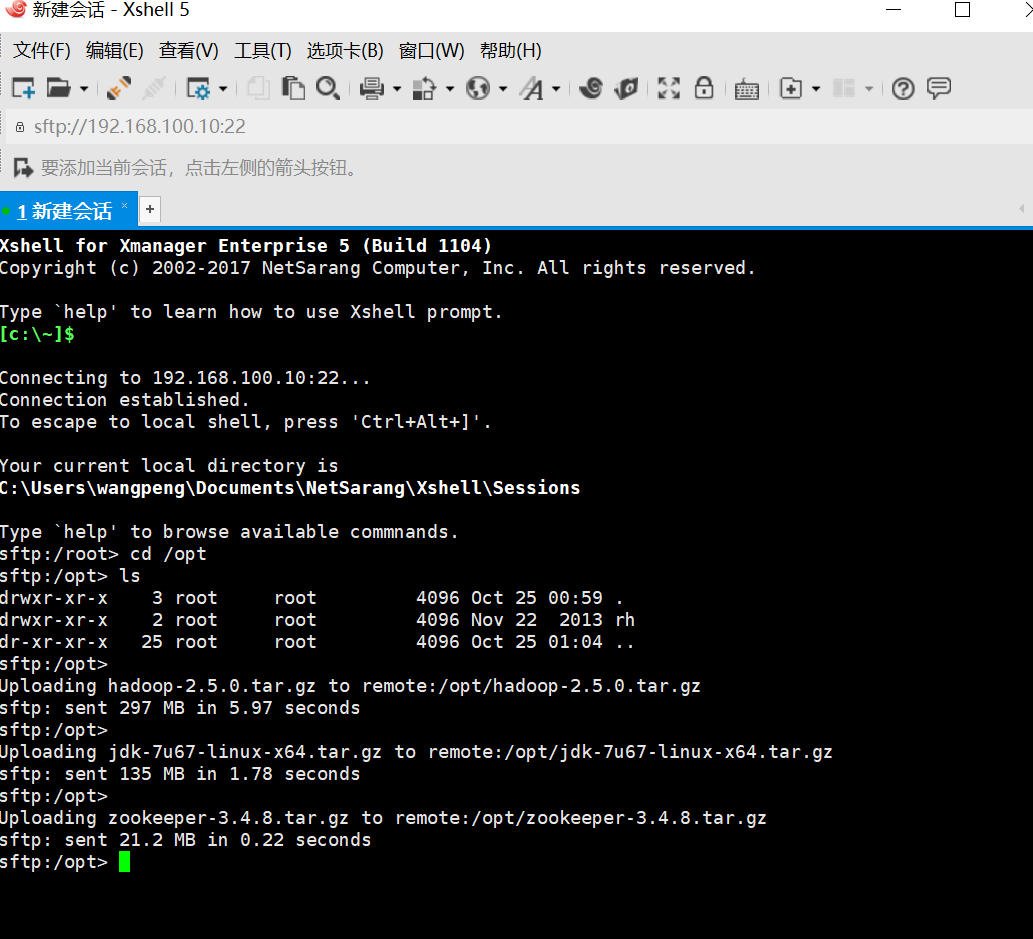 新建会话 - Xshell 5
文件(F) 编辑(E) 查看(V) 工具(T) 选项卡(B) 窗口(W) 帮助(H)
sftp://192.168.100.10:22
要添加当前会话，点击左侧的箭头按钮。
1 新建会话 × +
Xshell for Xmanager Enterprise 5 (Build 1104)
Copyright (c) 2002-2017 NetSarang Computer, Inc. All rights reserved.
Type `help' to learn how to use Xshell prompt.
[c:\~]$
Connecting to 192.168.100.10:22...
Connection established.
To escape to local shell, press 'Ctrl+Alt+]'.
Your current local directory is
C:\Users\wangpeng\Documents\NetSarang\Xshell\Sessions
Type `help' to browse available commnands.
sftp:/root> cd /opt
sftp:/opt> ls
drwxr-xr-x    3 root     root         4096 Oct 25 00:59 .
drwxr-xr-x    2 root     root         4096 Nov 22  2013 rh
dr-xr-xr-x   25 root     root         4096 Oct 25 01:04 ..
sftp:/opt>
Uploading hadoop-2.5.0.tar.gz to remote:/opt/hadoop-2.5.0.tar.gz
sftp: sent 297 MB in 5.97 seconds
sftp:/opt>
Uploading jdk-7u67-linux-x64.tar.gz to remote:/opt/jdk-7u67-linux-x64.tar.gz
sftp: sent 135 MB in 1.78 seconds
sftp:/opt>
Uploading zookeeper-3.4.8.tar.gz to remote:/opt/zookeeper-3.4.8.tar.gz
sftp: sent 21.2 MB in 0.22 seconds
sftp:/opt>